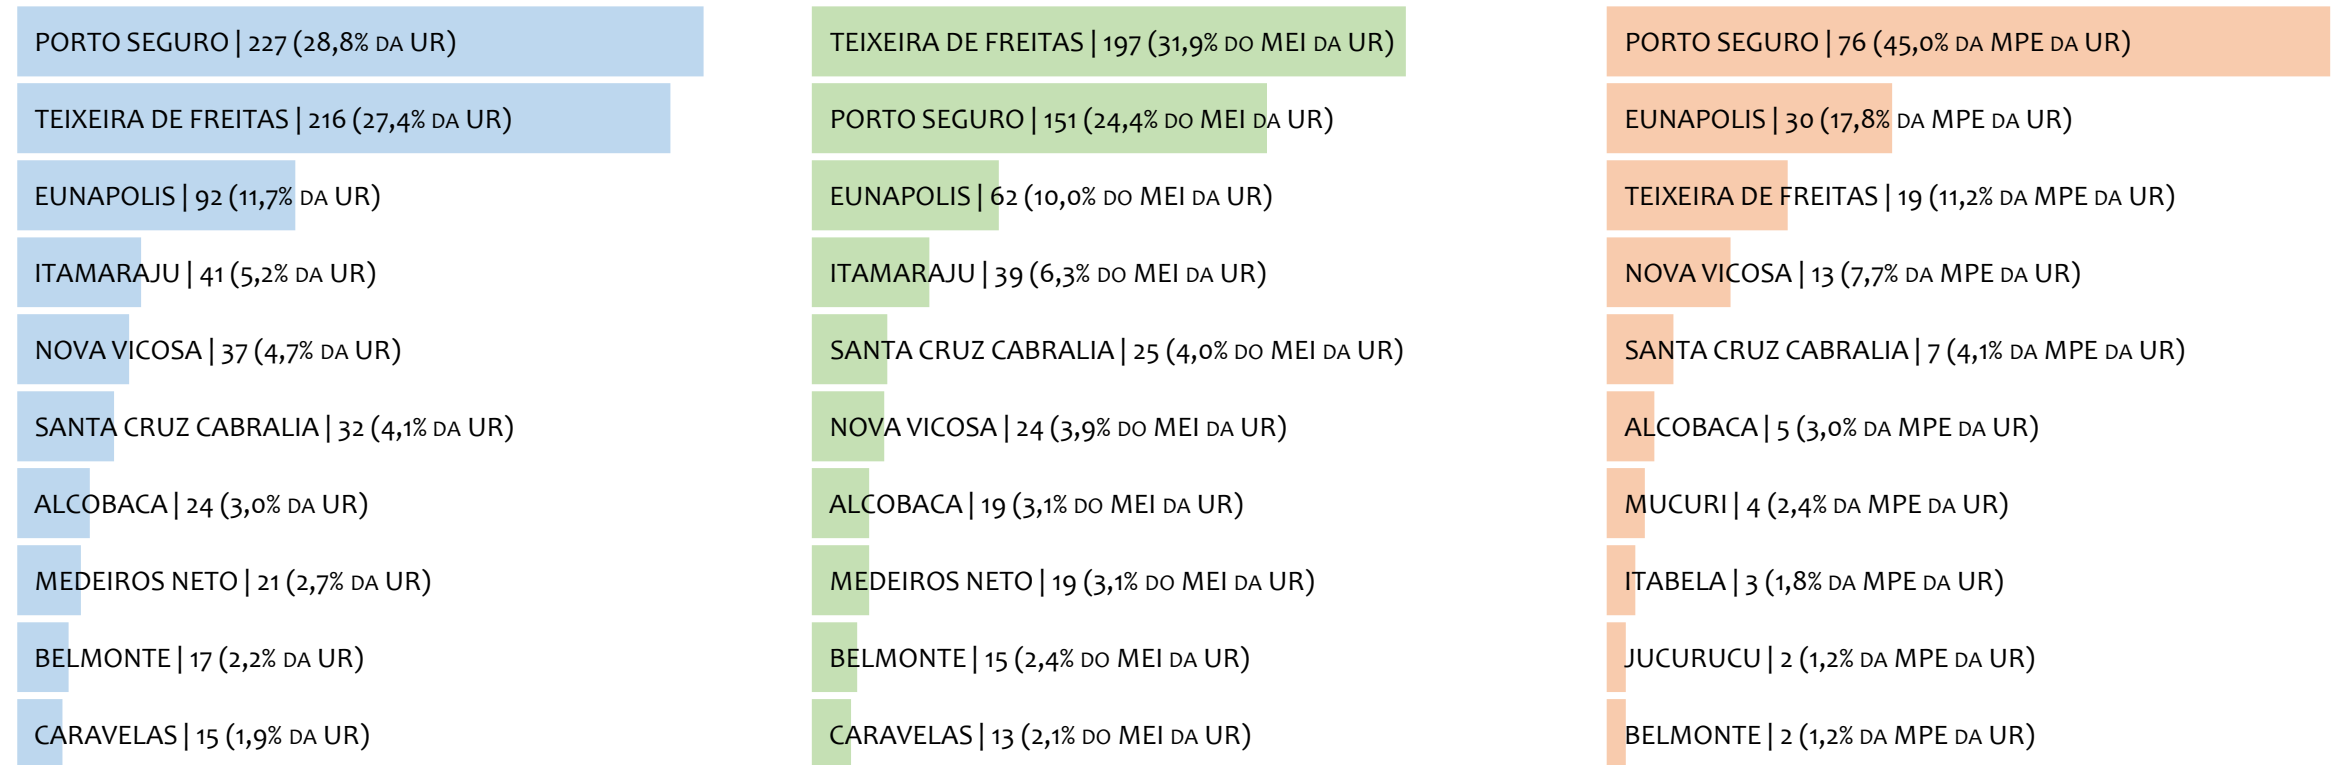 PORTO SEGURO | 227 (28,8% DA UR)
TEIXEIRA DE FREITAS | 216 (27,4% DA UR)
EUNAPOLIS | 92 (11,7% DA UR)
ITAMARAJU | 41 (5,2% DA UR)
NOVA VICOSA | 37 (4,7% DA UR)
SANTA CRUZ CABRALIA | 32 (4,1% DA UR)
ALCOBACA | 24 (3,0% DA UR)
MEDEIROS NETO | 21 (2,7% DA UR)
BELMONTE | 17 (2,2% DA UR)
CARAVELAS | 15 (1,9% DA UR)
TEIXEIRA DE FREITAS | 197 (31,9% DO MEI DA UR)
PORTO SEGURO | 151 (24,4% DO MEI DA UR)
EUNAPOLIS | 62 (10,0% DO MEI DA UR)
ITAMARAJU | 39 (6,3% DO MEI DA UR)
SANTA CRUZ CABRALIA | 25 (4,0% DO MEI DA UR)
NOVA VICOSA | 24 (3,9% DO MEI DA UR)
ALCOBACA | 19 (3,1% DO MEI DA UR)
MEDEIROS NETO | 19 (3,1% DO MEI DA UR)
BELMONTE | 15 (2,4% DO MEI DA UR)
CARAVELAS | 13 (2,1% DO MEI DA UR)
PORTO SEGURO | 76 (45,0% DA MPE DA UR)
EUNAPOLIS | 30 (17,8% DA MPE DA UR)
TEIXEIRA DE FREITAS | 19 (11,2% DA MPE DA UR)
NOVA VICOSA | 13 (7,7% DA MPE DA UR)
SANTA CRUZ CABRALIA | 7 (4,1% DA MPE DA UR)
ALCOBACA | 5 (3,0% DA MPE DA UR)
MUCURI | 4 (2,4% DA MPE DA UR)
ITABELA | 3 (1,8% DA MPE DA UR)
JUCURUCU | 2 (1,2% DA MPE DA UR)
BELMONTE | 2 (1,2% DA MPE DA UR)